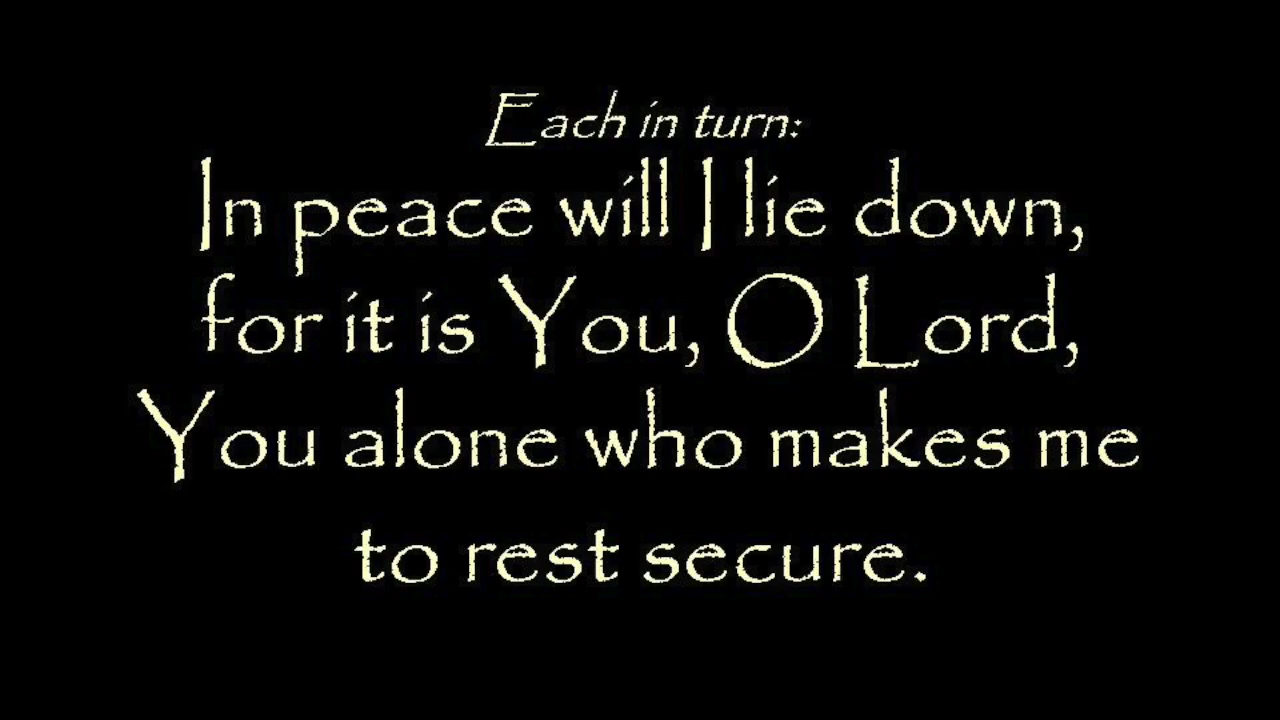 Each in turn:
In peace will I lie down,
for it is You, O Lord,
You alone who makes me
to rest secure.